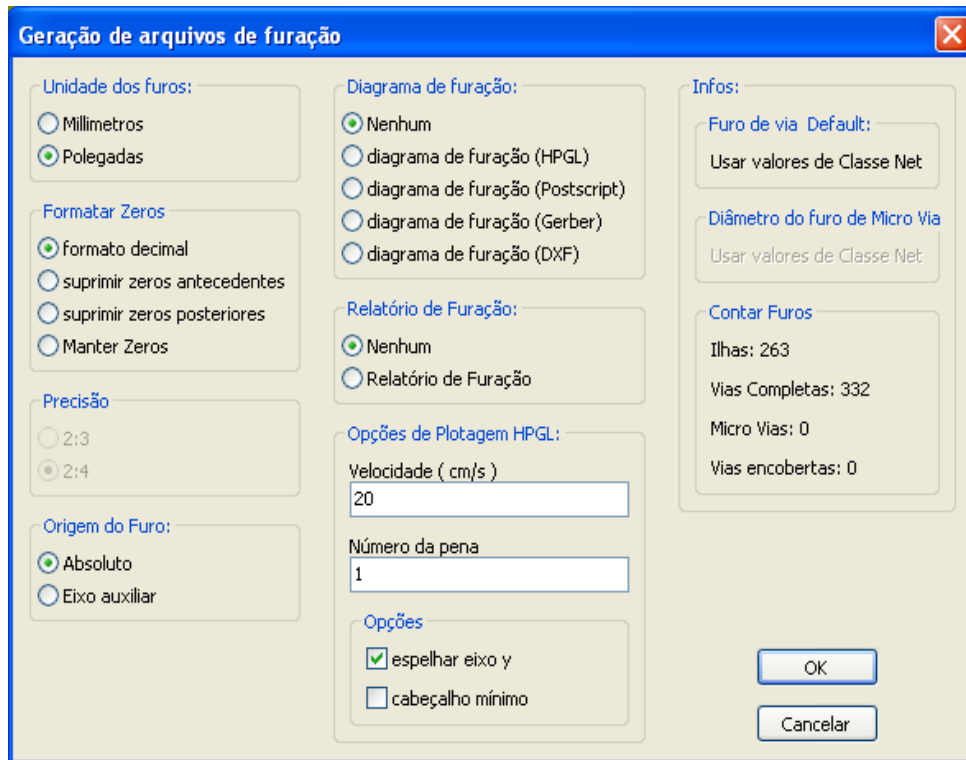 Geração de arquivos de furação
Unidade dos furos:
Millimetros
Polegadas
Formatar Zeros
formato decimal
suprimir zeros antecedentes
suprimir zeros posteriores
Manter Zeros
Precisão
2:3
2:4
Origem do Furo:
Absoluto
Eixo auxiliar
Diagrama de furação:
Nenhum
diagrama de furação (HPGL)
diagrama de furação (Postscript)
diagrama de furação (Gerber)
diagrama de furação (DXF)
Relatório de Furação:
Nenhum
Relatório de Furação
Opções de Plotagem HPGL:
Velocidade ( cm/s )
20
Número da pena
1
Opções
espelhar eixo y
cabeçalho mínimo
Infos:
Furo de via Default:
Usar valores de Classe Net
Diâmetro do furo de Micro Via
Usar valores de Classe Net
Contar Furos
Ilhas: 263
Vias Completas: 332
Micro Vias: 0
Vias encobertas: 0
OK
Cancelar